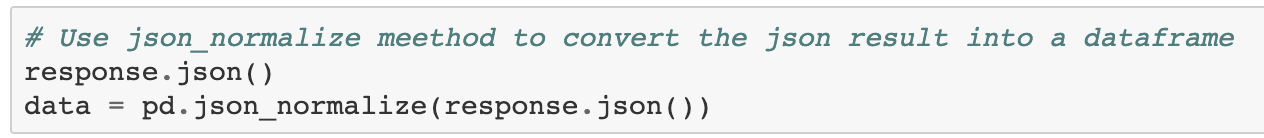 # Use json_normalize meethod to convert the json result into a dataframe
response.json()
data = pd.json_normalize(response.json())